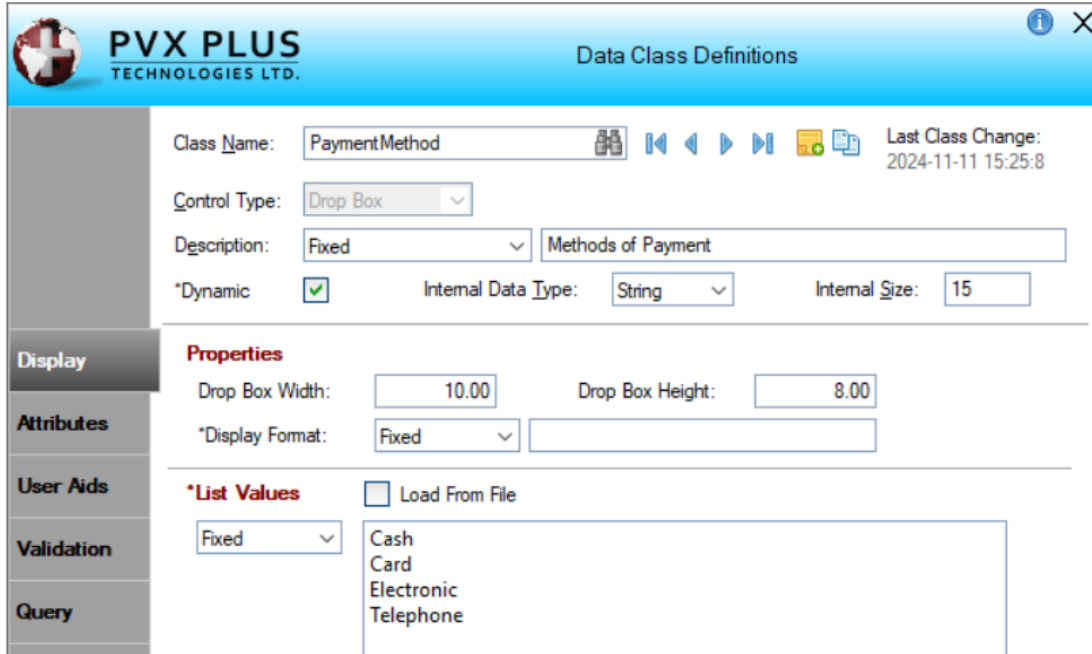 PVX PLUS
TECHNOLOGIES LTD.
Data Class Definitions
Class Name: PaymentMethod Last Class Change:
2024-11-11 15:25:8
Control Type: Drop Box
Description: Fixed Methods of Payment
*Dynamic Internal Data Type: String Internal Size: 15
Display
Properties
Drop Box Width: 10.00 Drop Box Height: 8.00
Attributes
*Display Format: Fixed
User Aids
*List Values Load From File
Validation
Fixed Cash
Card
Electronic
Query
Telephone